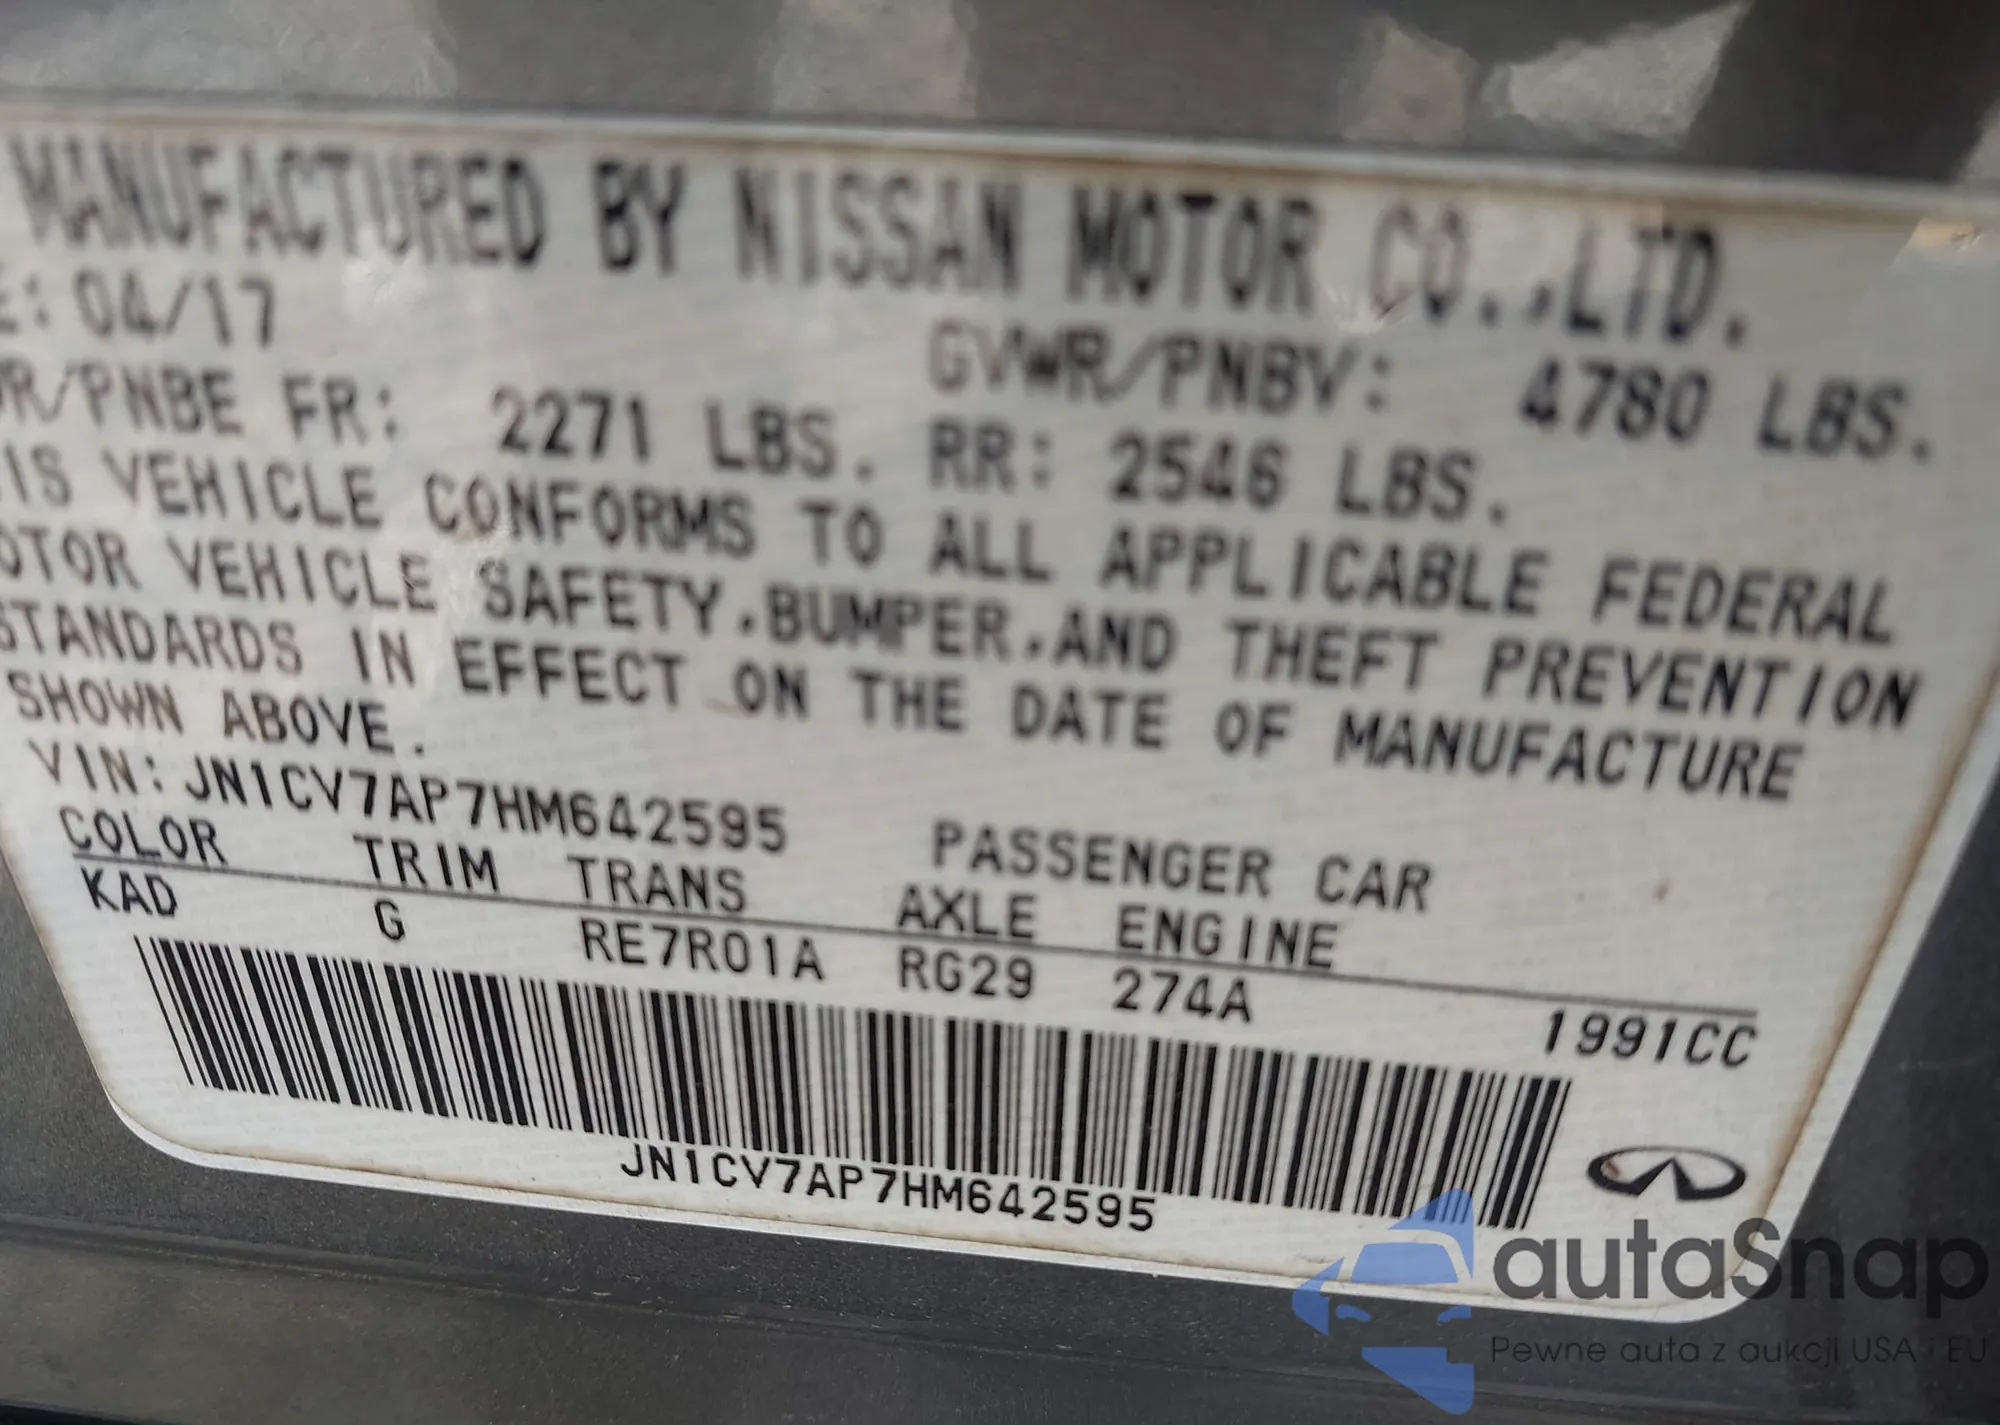 MANUFACTURED BY NISSAN MOTOR CO.,LTD.
E: 04/17
GVWR/PNBV: 4780 LBS.
R/PNBE FR: 2271 LBS. RR: 2546 LBS.
IS VEHICLE CONFORMS TO ALL APPLICABLE FEDERAL
OTOR VEHICLE SAFETY,BUMPER,AND THEFT PREVENTION
STANDARDS IN EFFECT ON THE DATE OF MANUFACTURE
SHOWN ABOVE.
VIN: JN1CV7AP7HM642595 PASSENGER CAR
COLOR TRIM TRANS AXLE ENGINE
KAD G RE7R01A RG29 274A 1991CC
JN1CV7AP7HM642595
autaSnap
Pewne auta z aukcji USA i EU